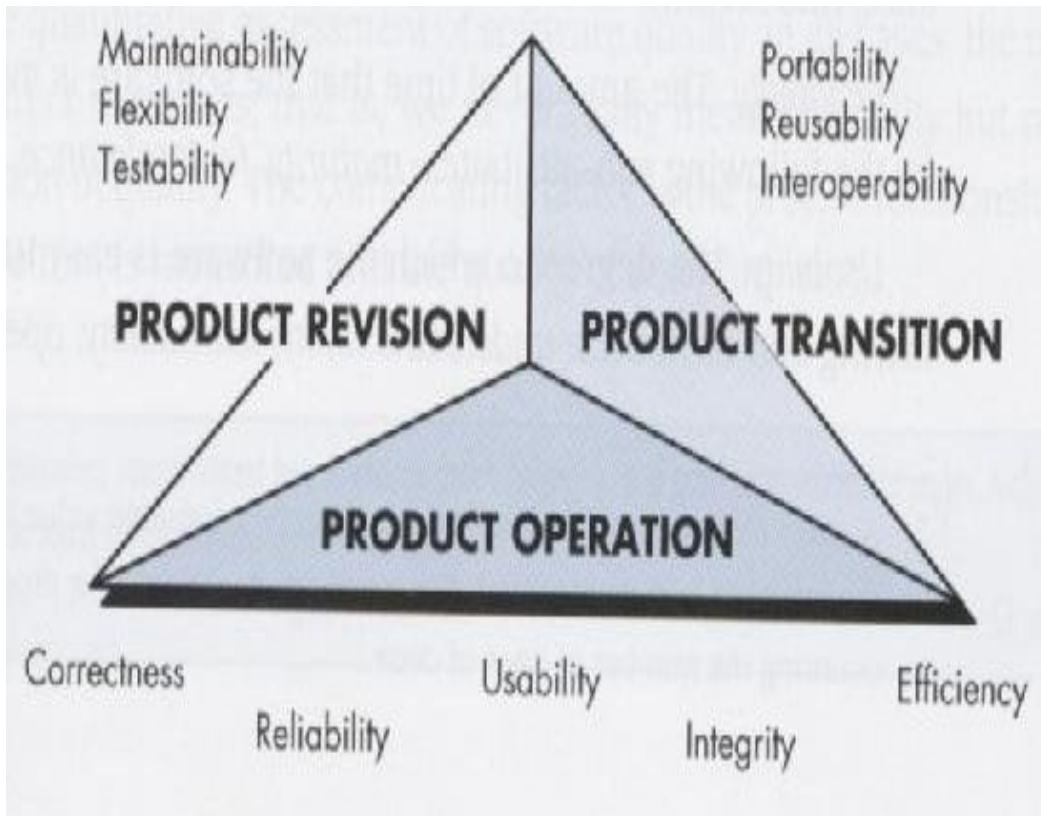 Maintainability
Flexibility
Testability
Portability
Reusability
Interoperability
PRODUCT REVISION
PRODUCT TRANSITION
PRODUCT OPERATION
Correctness
Reliability
Usability
Integrity
Efficiency